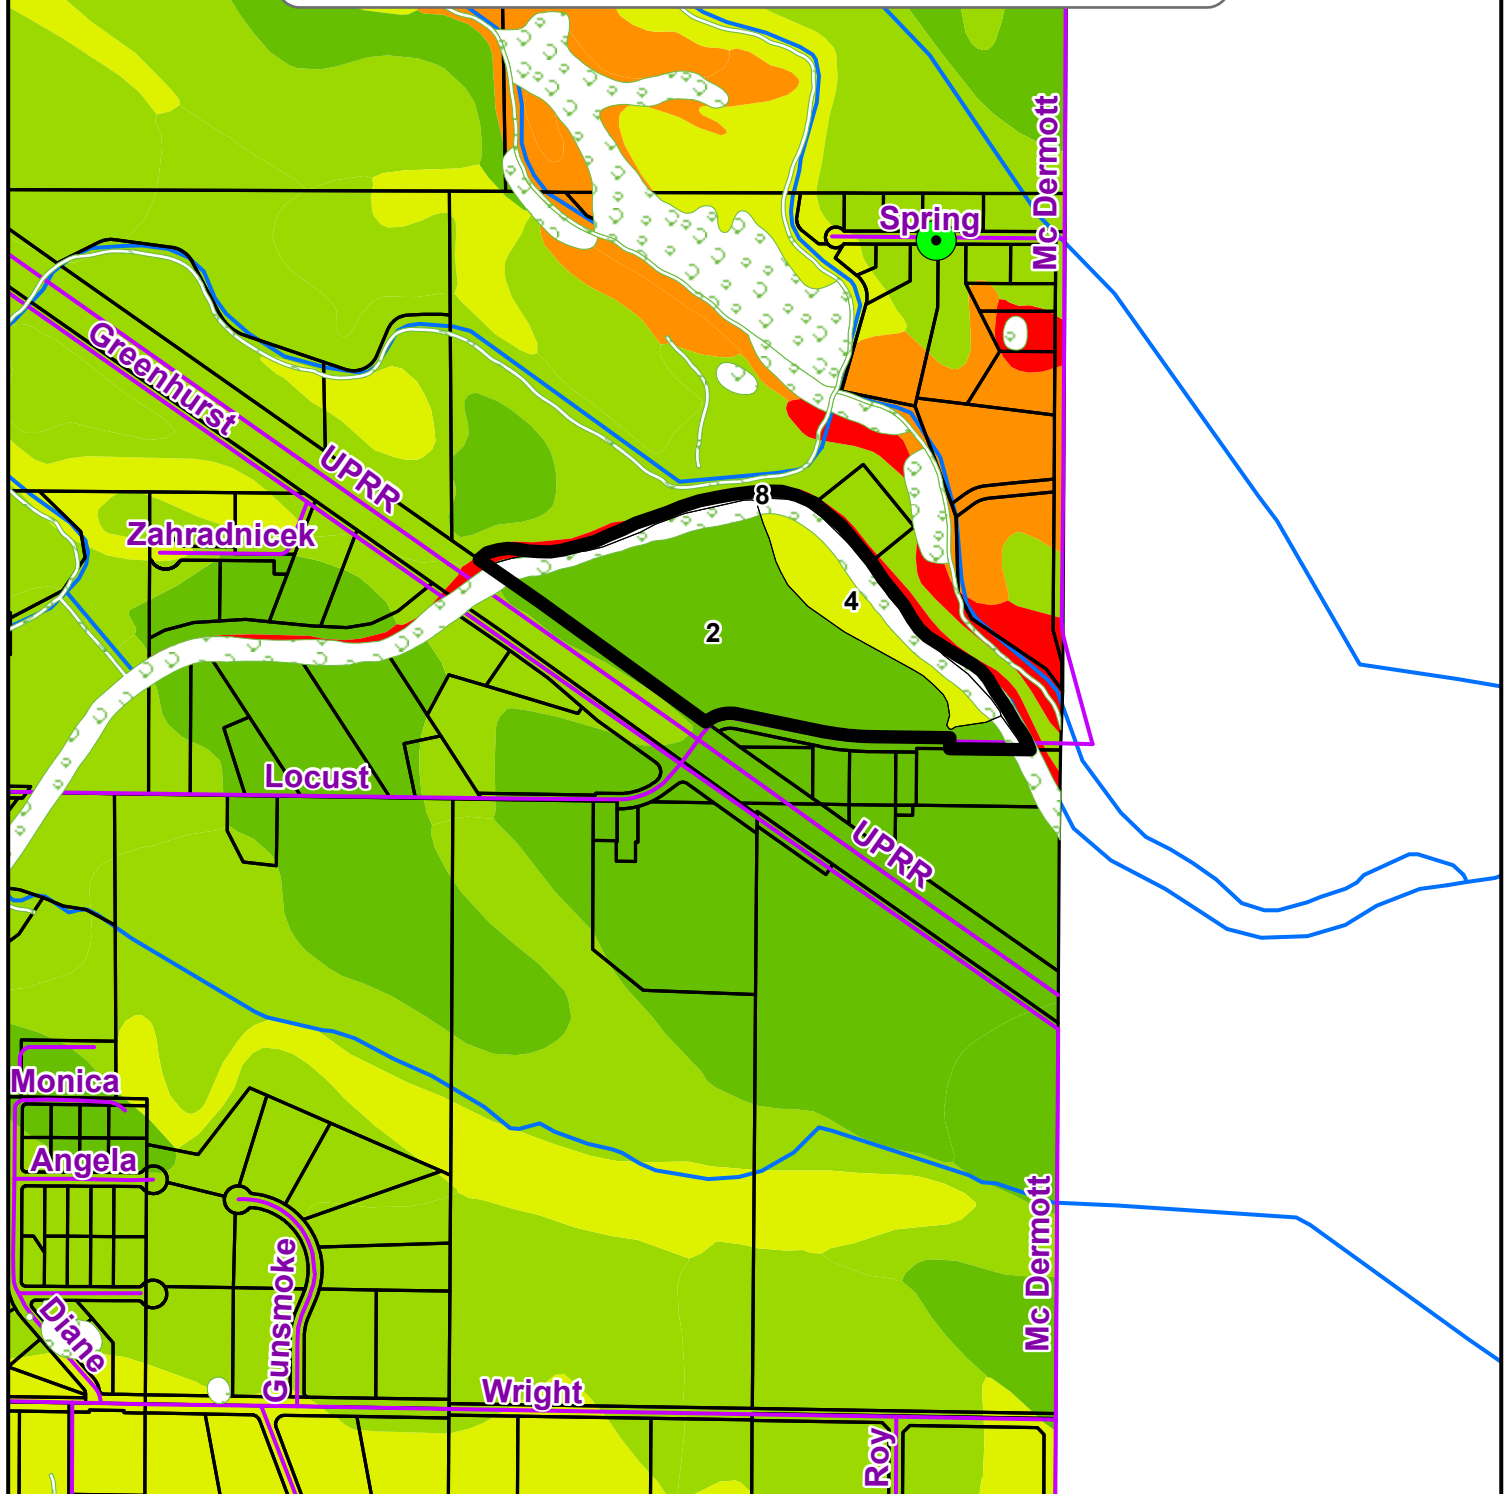 Mc Dermott
Spring
Greenhurst
UPRR
8
Zahradnicek
4
2
Locust
UPRR
Monica
Angela
Mc Dermott
Gunsmoke
Diane
Wright
Roy